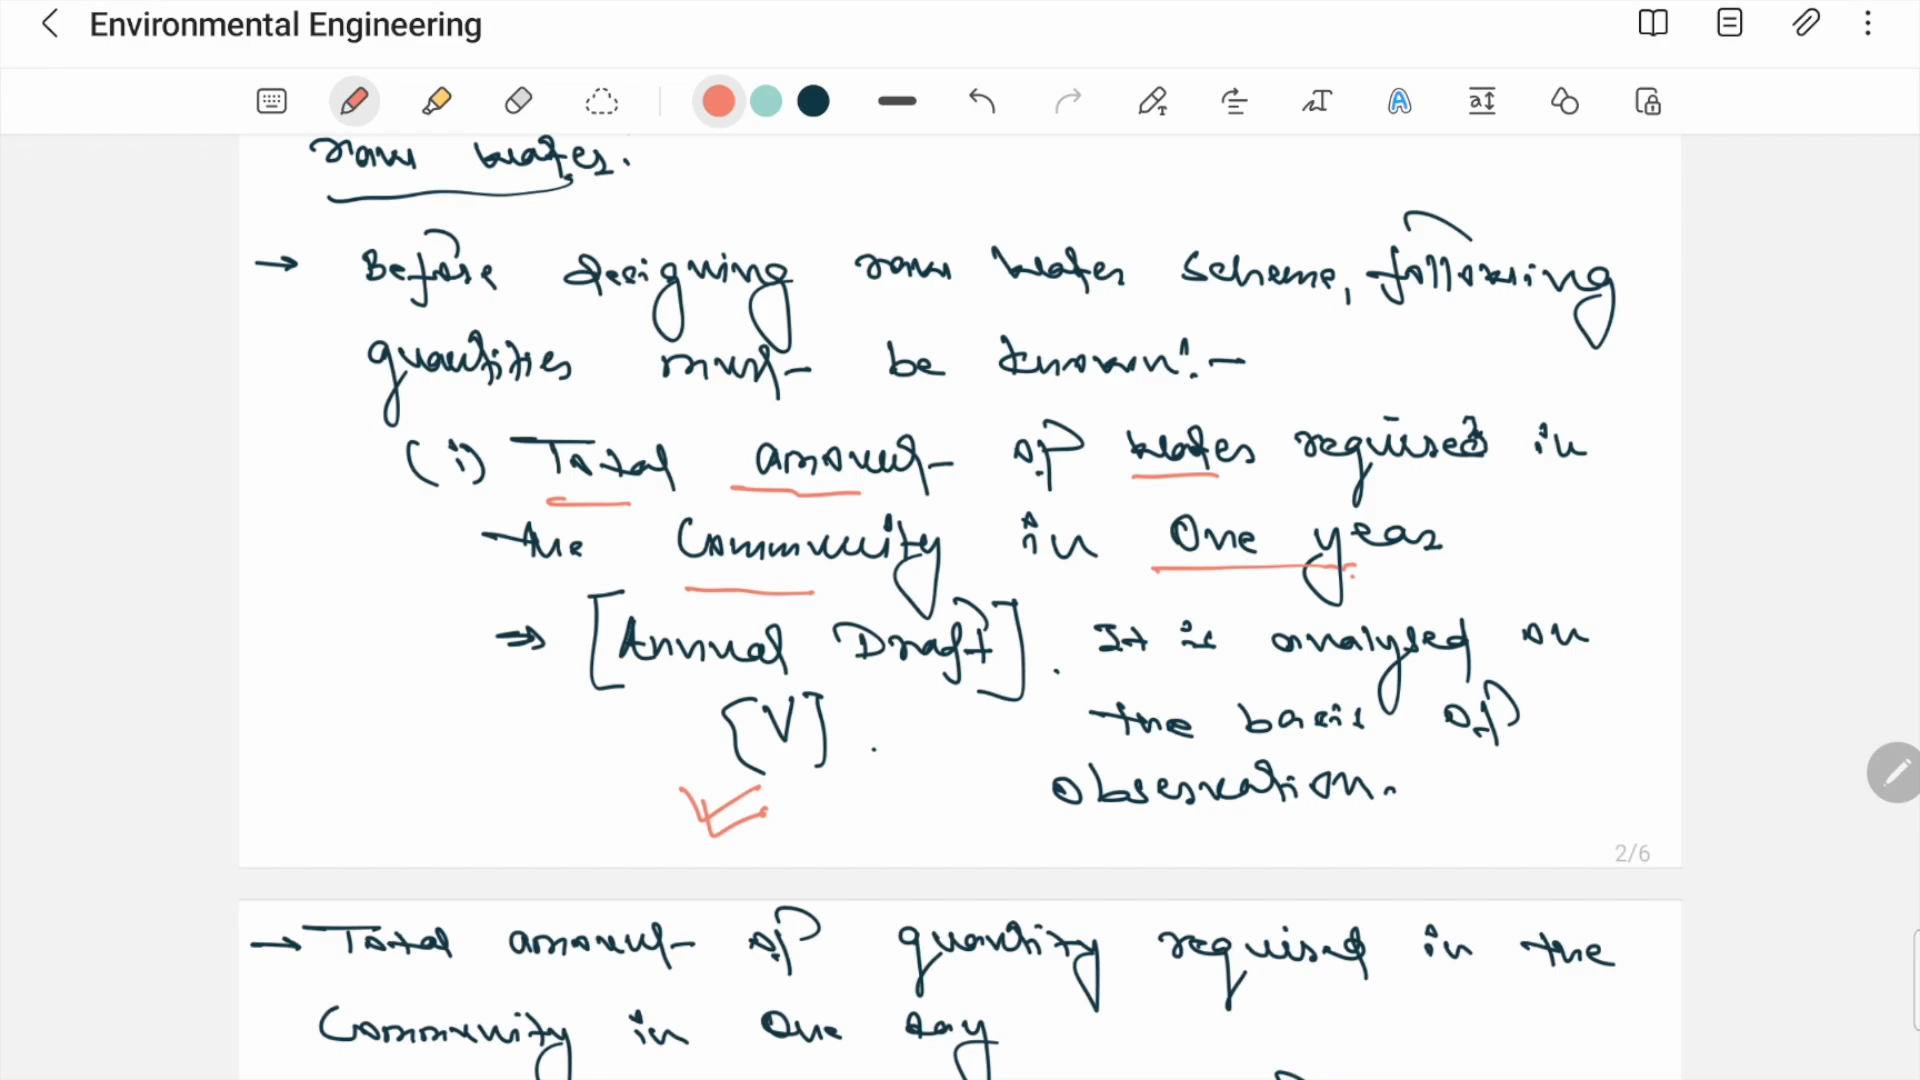 Environmental Engineering
raw water.
→ Before designing raw water scheme, following
quantities must be known:-
(i) Total amount of water required in
the Community in One year
⇒ [Annual Draft]. It is analysed on
[V]. the basis of
observation.
2/6
→ Total amount of quantity required in the
Community in One day